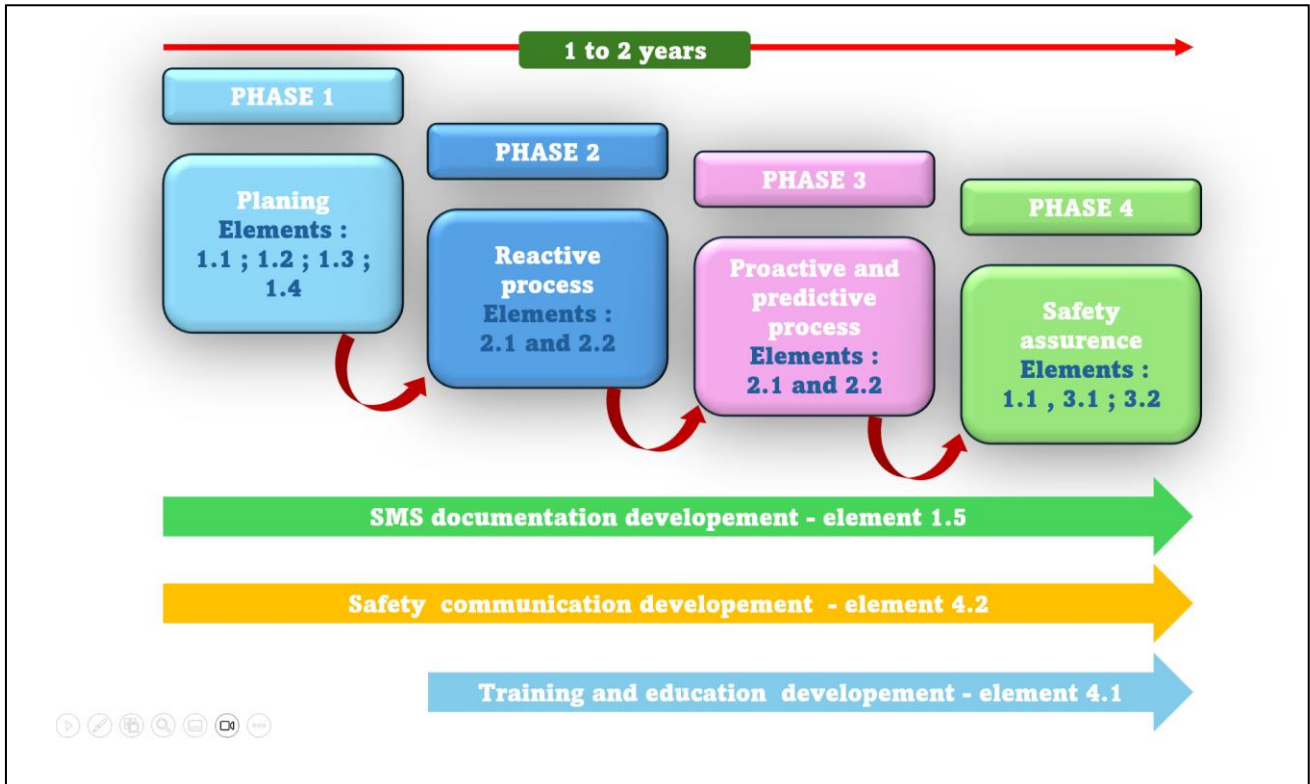 1 to 2 years
PHASE 1
Planing
Elements :
1.1 ; 1.2 ; 1.3 ;
1.4
PHASE 2
Reactive
process
Elements :
2.1 and 2.2
PHASE 3
Proactive and
predictive
process
Elements :
2.1 and 2.2
PHASE 4
Safety
assurence
Elements :
1.1 , 3.1 ; 3.2
SMS documentation developement - element 1.5
Safety communication developement - element 4.2
Training and education developement - element 4.1